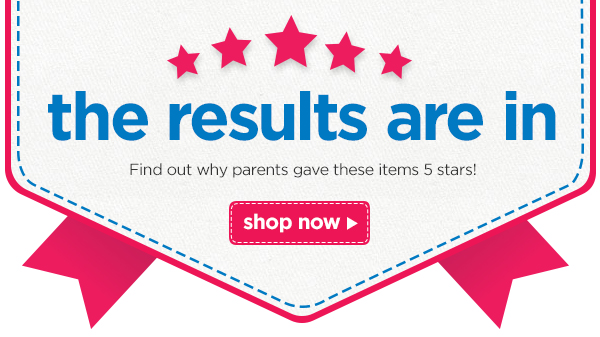 the results are in
Find out why parents gave these items 5 stars!
shop now